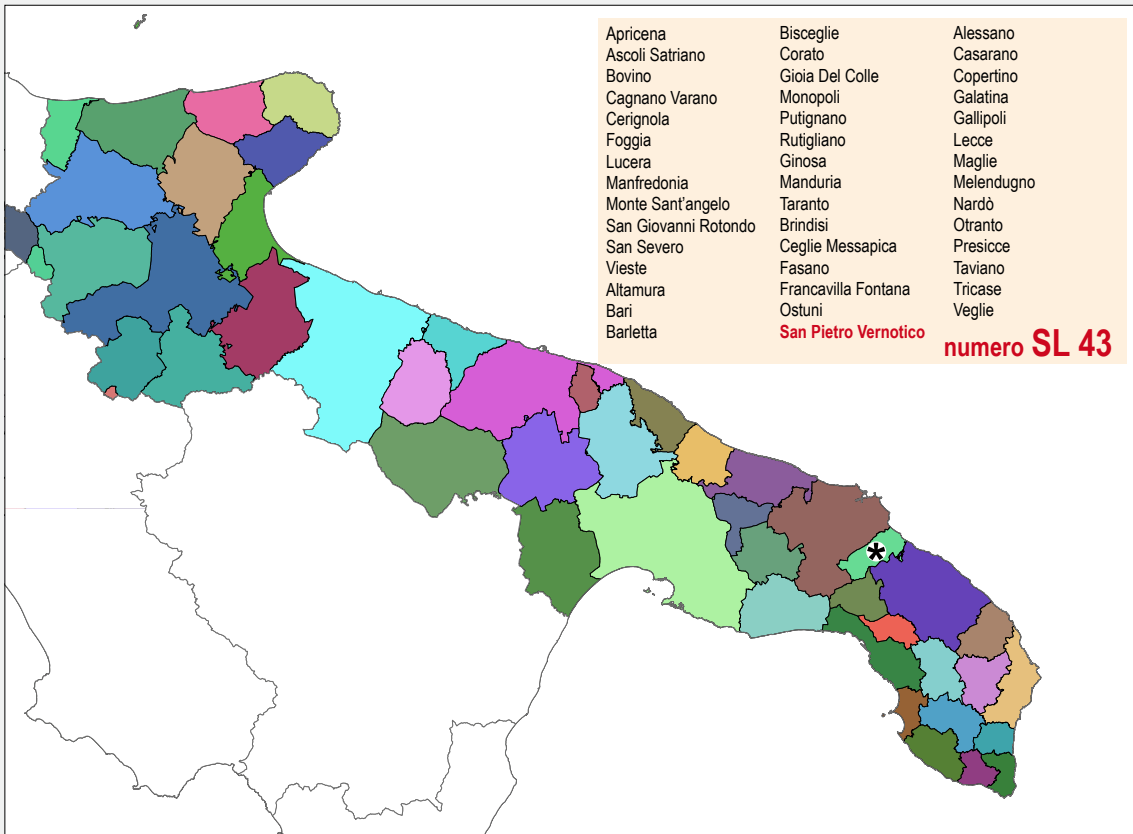 Apricena
Ascoli Satriano
Bovino
Cagnano Varano
Cerignola
Foggia
Lucera
Manfredonia
Monte Sant'angelo
San Giovanni Rotondo
San Severo
Vieste
Altamura
Bari
Barletta
Bisceglie
Corato
Gioia Del Colle
Monopoli
Putignano
Rutigliano
Ginosa
Manduria
Taranto
Brindisi
Ceglie Messapica
Fasano
Francavilla Fontana
Ostuni
San Pietro Vernotico
Alessano
Casarano
Copertino
Galatina
Gallipoli
Lecce
Maglie
Melendugno
Nardò
Otranto
Presicce
Taviano
Tricase
Veglie
numero SL 43
*